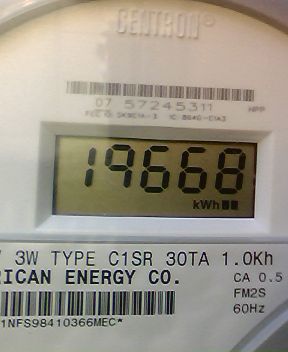 CENTRON®
07 57245311
HPP
19668
kWh
3W TYPE C1SR 30TA 1.0Kh
RICAN ENERGY CO.
CA 0.5
FM2S
60Hz
1NFS98410366MEC*